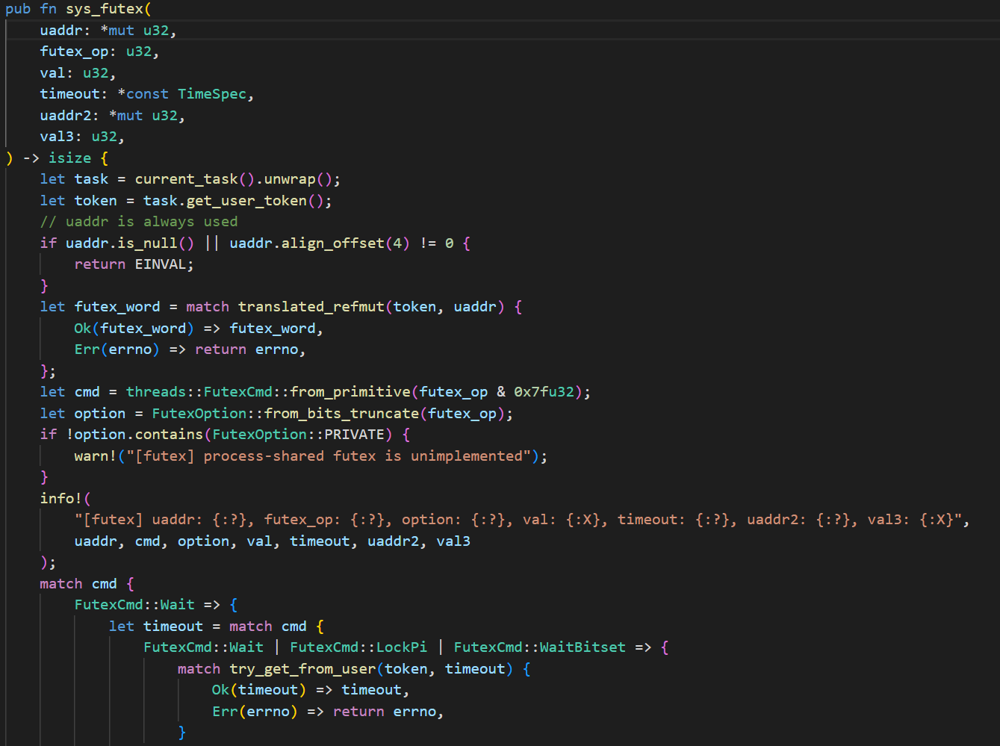 pub fn sys_futex(
    uaddr: *mut u32,
    futex_op: u32,
    val: u32,
    timeout: *const TimeSpec,
    uaddr2: *mut u32,
    val3: u32,
) -> isize {
    let task = current_task().unwrap();
    let token = task.get_user_token();
    // uaddr is always used
    if uaddr.is_null() || uaddr.align_offset(4) != 0 {
        return EINVAL;
    }
    let futex_word = match translated_refmut(token, uaddr) {
        Ok(futex_word) => futex_word,
        Err(errno) => return errno,
    };
    let cmd = threads::FutexCmd::from_primitive(futex_op & 0x7fu32);
    let option = FutexOption::from_bits_truncate(futex_op);
    if !option.contains(FutexOption::PRIVATE) {
        warn!("[futex] process-shared futex is unimplemented");
    }
    info!(
        "[futex] uaddr: {:?}, futex_op: {:?}, option: {:?}, val: {:X}, timeout: {:?}, uaddr2: {:?}, val3: {:X}",
        uaddr, cmd, option, val, timeout, uaddr2, val3
    );
    match cmd {
        FutexCmd::Wait => {
            let timeout = match cmd {
                FutexCmd::Wait | FutexCmd::LockPi | FutexCmd::WaitBitset => {
                    match try_get_from_user(token, timeout) {
                        Ok(timeout) => timeout,
                        Err(errno) => return errno,
                    }